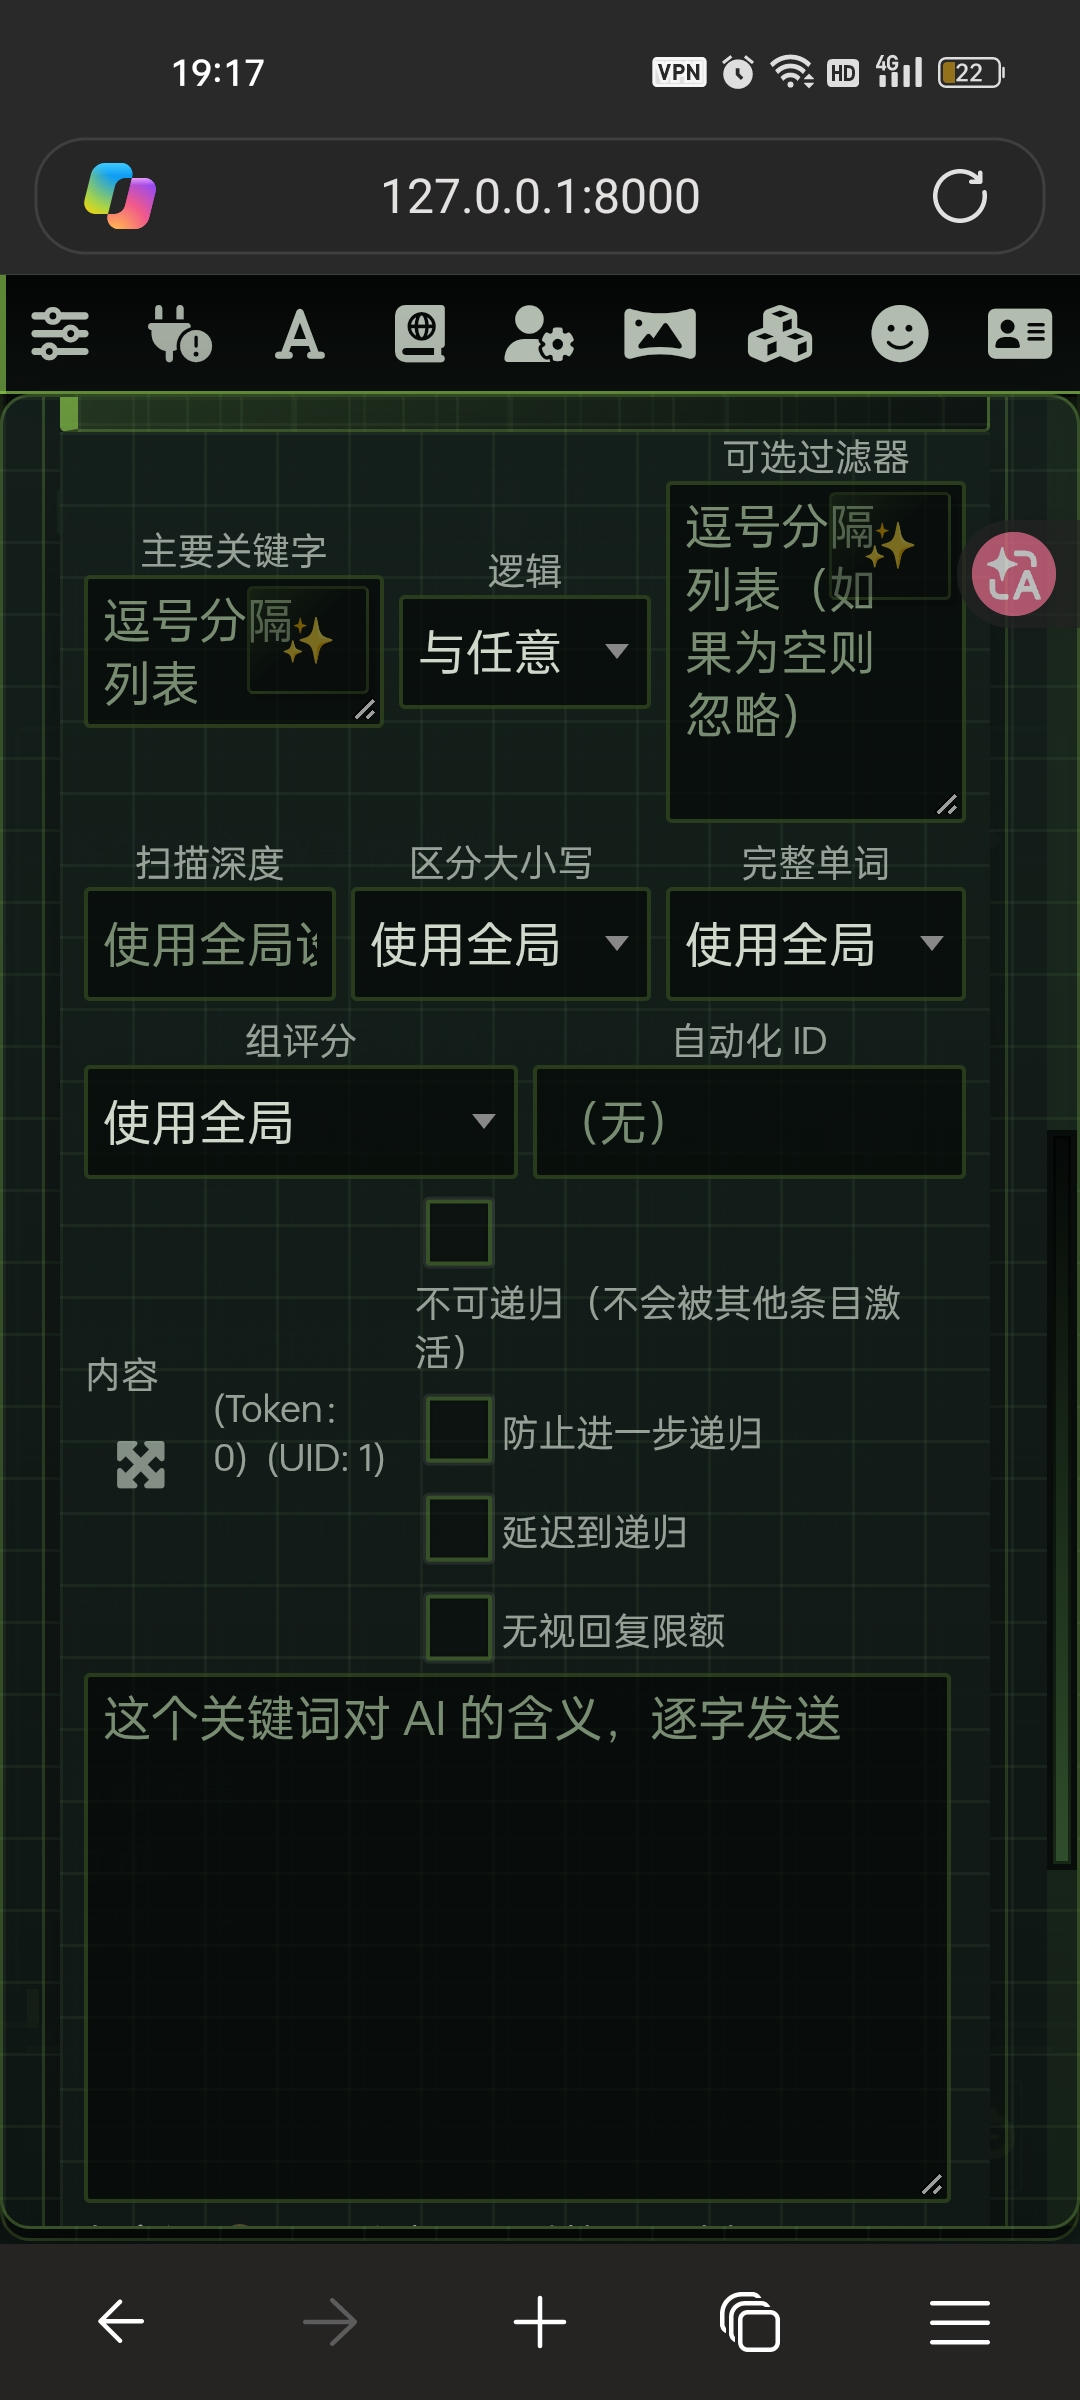 19:17
VPN
HD
4G
22
127.0.0.1:8000
可选过滤器
逗号分隔
列表（如
果为空则
忽略）
主要关键字
逗号分隔
列表
逻辑
与任意
扫描深度
区分大小写
完整单词
使用全局
使用全局
使用全局
组评分
自动化 ID
使用全局
（无）
不可递归（不会被其他条目激
活）
内容
(Token:
0)  (UID: 1)
防止进一步递归
延迟到递归
无视回复限额
这个关键词对 AI 的含义，逐字发送